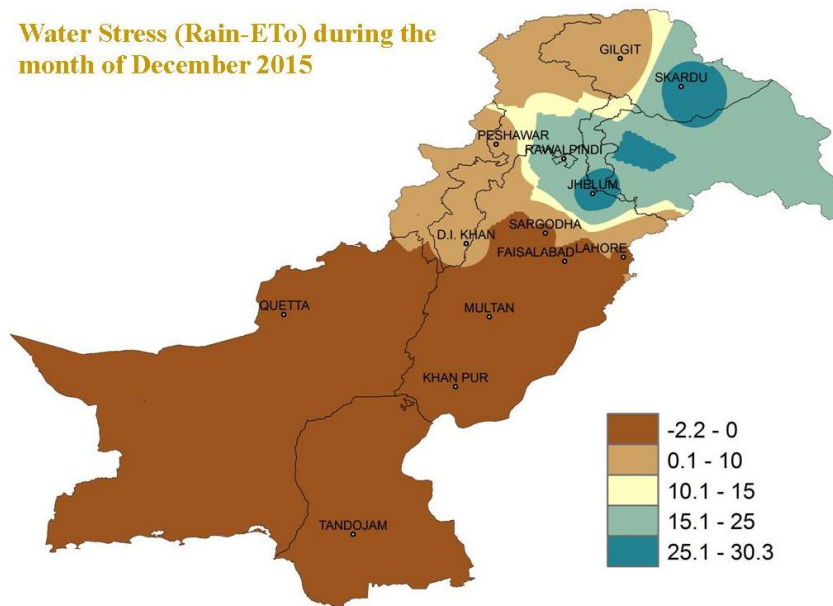 Water Stress (Rain-ETo) during the
month of December 2015
GILGIT
SKARDU
PESHAWAR
RAWALPINDI
JHELUM
SARGODHA
D.I. KHAN
FAISALABAD
LAHORE
QUETTA
MULTAN
KHAN PUR
TANDOJAM
-2.2 - 0
0.1 - 10
10.1 - 15
15.1 - 25
25.1 - 30.3